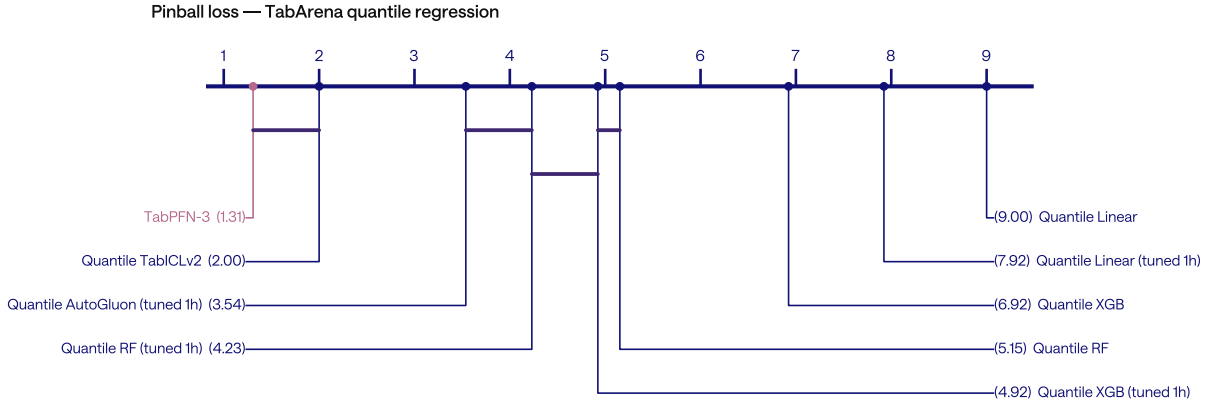 Pinball loss — TabArena quantile regression
1 2 3 4 5 6 7 8 9
TabPFN-3 (1.31)
(9.00) Quantile Linear
Quantile TabICLv2 (2.00)
(7.92) Quantile Linear (tuned 1h)
Quantile AutoGluon (tuned 1h) (3.54)
(6.92) Quantile XGB
Quantile RF (tuned 1h) (4.23)
(5.15) Quantile RF
(4.92) Quantile XGB (tuned 1h)